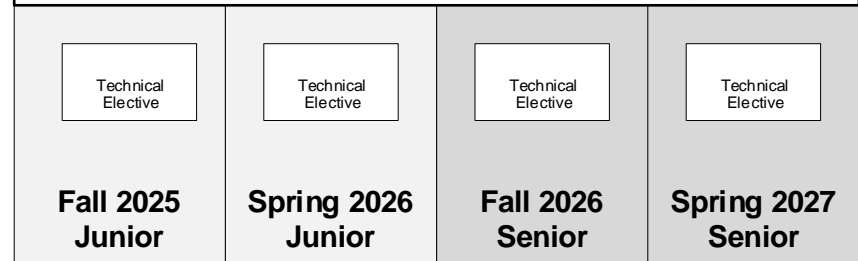 Technical
Elective
Technical
Elective
Technical
Elective
Technical
Elective
Fall 2025
Junior
Spring 2026
Junior
Fall 2026
Senior
Spring 2027
Senior